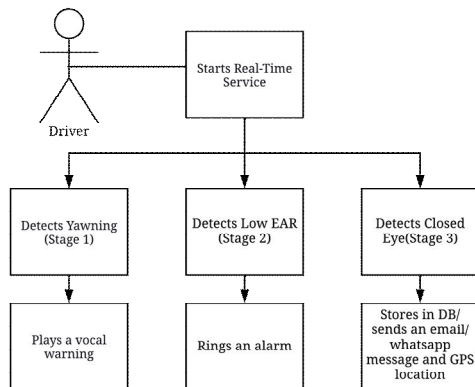 Starts Real-Time
Service
Driver
Detects Yawning
(Stage 1)
Detects Low EAR
(Stage 2)
Detects Closed
Eye(Stage 3)
Plays a vocal
warning
Rings an alarm
Stores in DB/
sends an email/
whatsapp
message and GPS
location